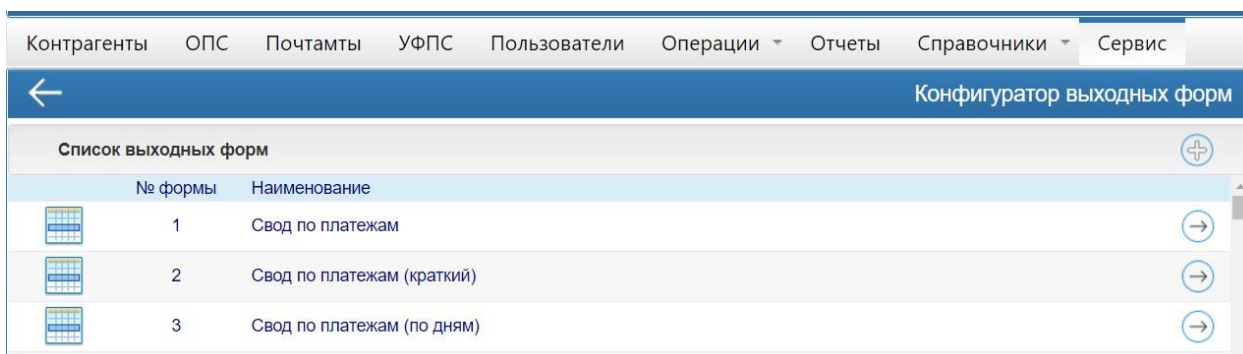 Контрагенты ОПС Почтамты УФПС Пользователи Операции Отчеты Справочники Сервис
Конфигуратор выходных форм
Список выходных форм
№ формы Наименование
1 Свод по платежам
2 Свод по платежам (краткий)
3 Свод по платежам (по дням)